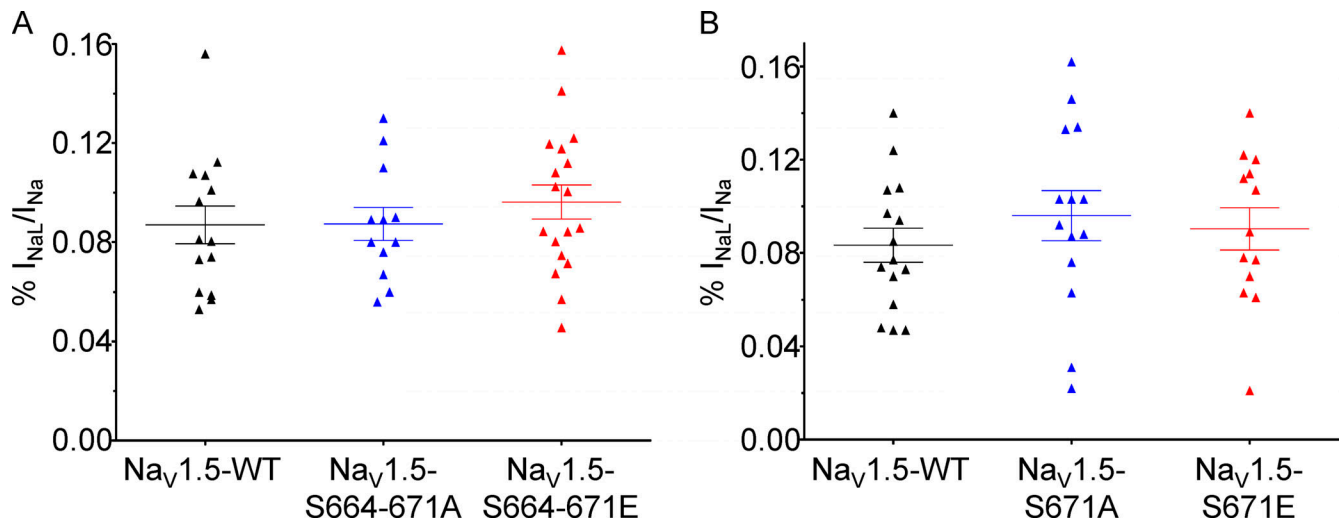 A
% I_NaL/I_Na
0.16
0.12
0.08
0.04
0.00
Na_V1.5-WT
Na_V1.5-
S664-671A
Na_V1.5-
S664-671E
B
% I_NaL/I_Na
0.16
0.12
0.08
0.04
0.00
Na_V1.5-WT
Na_V1.5-
S671A
Na_V1.5-
S671E